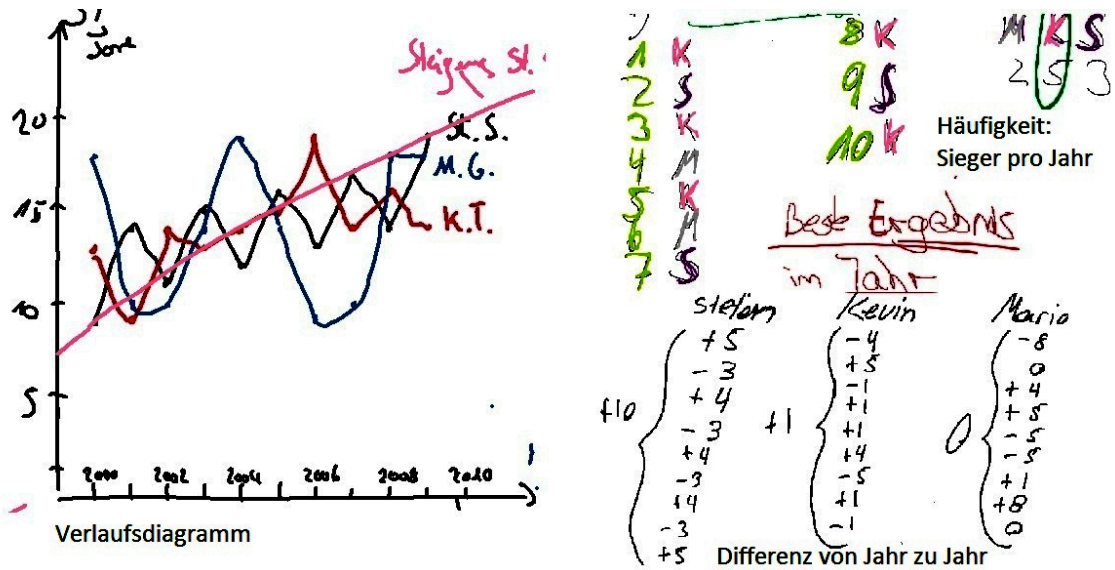 Tore
Steigung St.
20
St. S.
M. G.
15
K.T.
10
5
2000 2002 2004 2006 2008 2010
Verlaufsdiagramm
1 K
2 S
3 K
4 M
5 K
6 M
7 S
8 K
9 S
10 K
M K S
2 5 3
Häufigkeit:
Sieger pro Jahr
Beste Ergebnis
im Jahr
Stefan
+10
+5
-3
+4
-3
+4
-3
+4
-3
+5
Kevin
+1
-4
+5
-1
+1
+1
+4
-5
+1
-1
Mario
0
-8
0
+4
+5
-5
-5
+1
+8
0
Differenz von Jahr zu Jahr